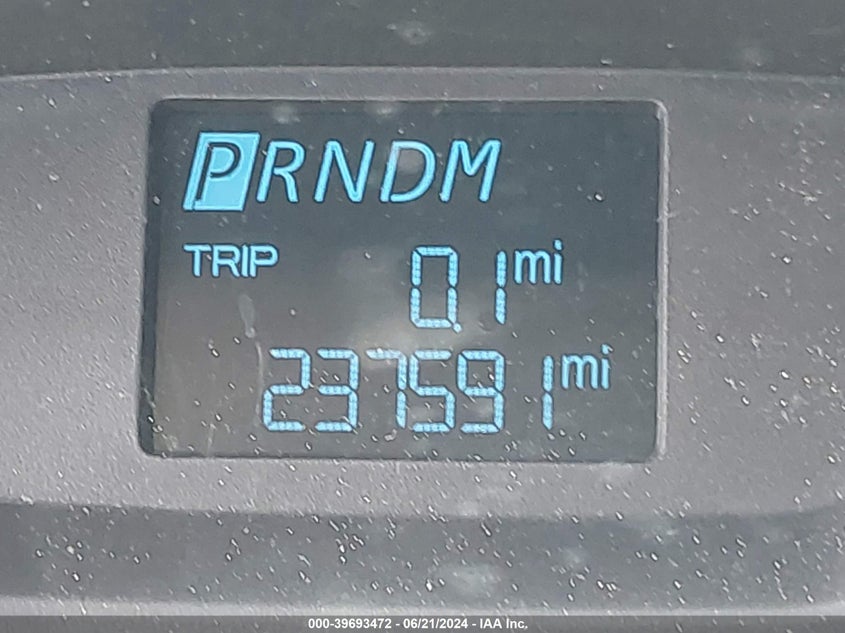 PRNDM
TRIP 0.1 mi
237591 mi
000-39693472 - 06/21/2024 - IAA Inc.